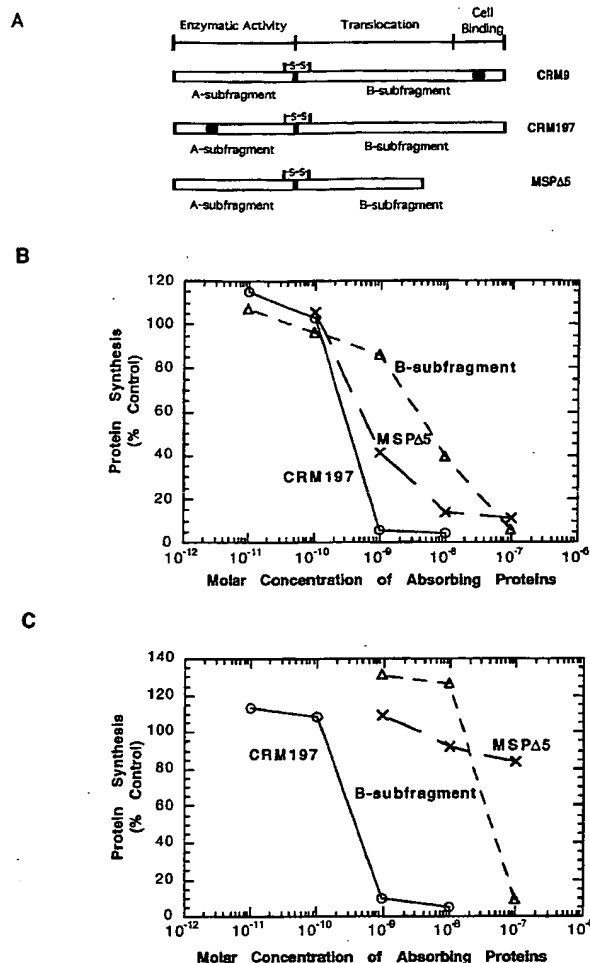 A
Enzymatic Activity Translocation Cell Binding
S-S
CRM9
A-subfragment B-subfragment
S-S
CRM197
A-subfragment B-subfragment
S-S
MSPΔ5
A-subfragment B-subfragment
B
Protein Synthesis
(% Control)
120
100
80
60
40
20
0
B-subfragment
MSPΔ5
CRM197
10-12 10-11 10-10 10-9 10-8 10-7 10-6
Molar Concentration of Absorbing Proteins
C
Protein Synthesis
(% Control)
140
120
100
80
60
40
20
0
CRM197
MSPΔ5
B-subfragment
10-12 10-11 10-10 10-9 10-8 10-7 10-6
Molar Concentration of Absorbing Proteins